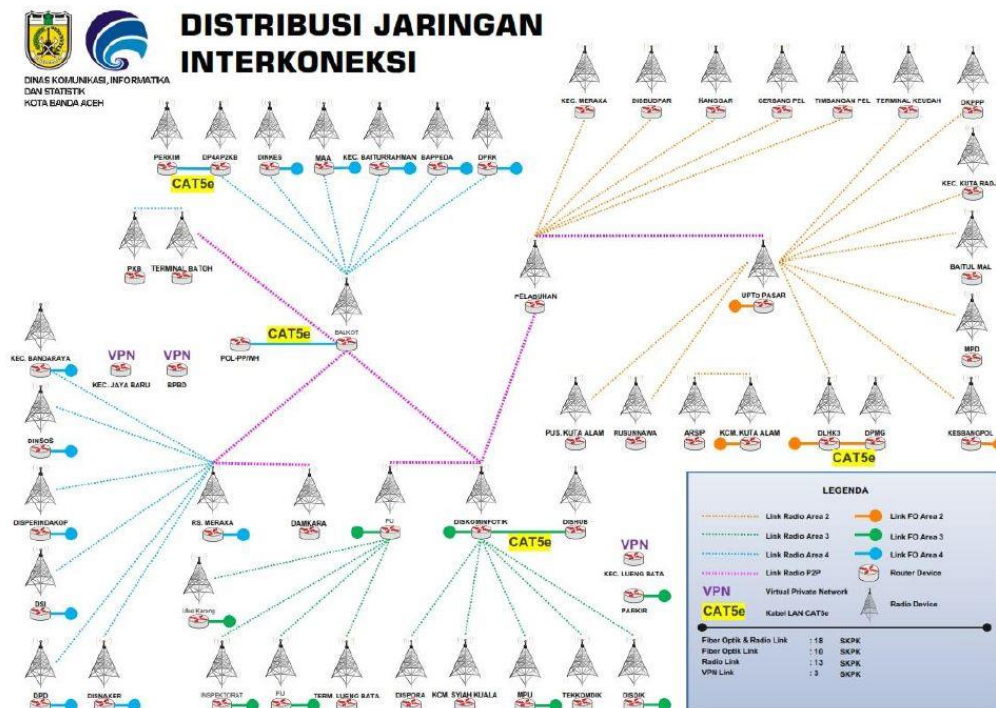 DISTRIBUSI JARINGAN
INTERKONEKSI
DINAS KOMUNIKASI, INFORMATIKA
DAN STATISTIK
KOTA BANDA ACEH
KEC. MERAXA
DISBUDPAR
HANGGAR
GERBANG PEL
TIMBANGAN PEL
TERMINAL KEUDAH
DKPPP
PERKIM
DP4AP2KB
DINKES
MAA
KEC. BAITURRAHMAN
BAPPEDA
DPRK
CAT5e
KEC. KUTA RADJ
PKB
TERMINAL BATOH
PELABUHAN
UPTD PASAR
BAITUL MAL
BALKOT
CAT5e
POL-PP/WH
MPD
KEC. BANDARAYA
VPN
KEC. JAYA BARU
VPN
BPBD
DINSOS
PUS. KUTA ALAM
RUSUNNAWA
ARSIP
KCM. KUTA ALAM
DLHK3
DPMG
KESBANGPOL
CAT5e
DISPERINDAKOP
RS. MERAXA
DAMKARA
PU
DISKOMINFOTIK
DISHUB
CAT5e
VPN
KEC. LUENG BATA
DSI
Ulee Kareng
PARKIR
DPD
DISNAKER
INSPEKTORAT
TERM. LUENG BATA
DISPORA
KCM. SYIAH KUALA
MPU
TEKKOMDIK
DISDIK
LEGENDA
Link Radio Area 2
Link FO Area 2
Link Radio Area 3
Link FO Area 3
Link Radio Area 4
Link FO Area 4
Link Radio P2P
Router Device
VPN
Virtual Private Network
CAT5e
Kabel LAN CAT5e
Radio Device
Fiber Optik & Radio Link : 18 SKPK
Fiber Optik Link : 10 SKPK
Radio Link : 13 SKPK
VPN Link : 3 SKPK